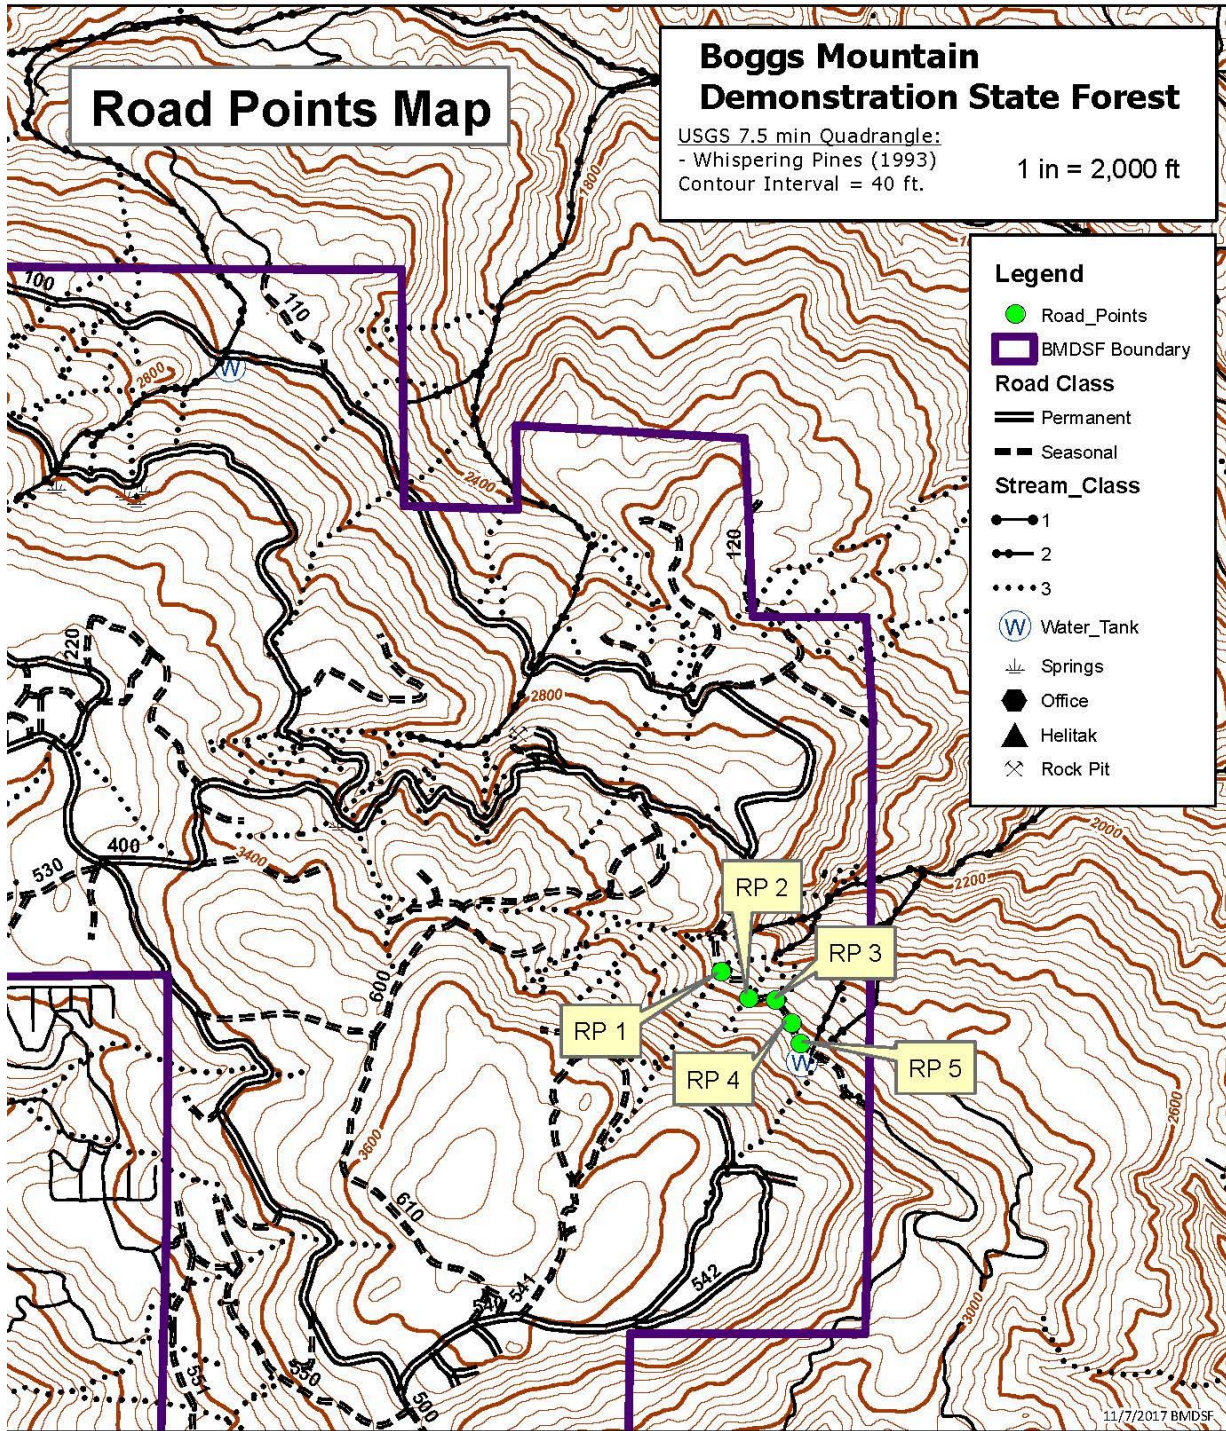 Road Points Map
Boggs Mountain
Demonstration State Forest
USGS 7.5 min Quadrangle:
- Whispering Pines (1993)
Contour Interval = 40 ft.
1 in = 2,000 ft
Legend
Road_Points
BMDSF Boundary
Road Class
Permanent
Seasonal
Stream_Class
1
2
3
W Water_Tank
Springs
Office
Helitak
Rock Pit
1800
100
110
2600
W
2400
120
220
2800
400
530
3400
2000
2200
RP 2
RP 3
RP 1
RP 4
RP 5
W
600
3600
610
2600
3000
541
542
550
551
500
11/7/2017 BMDSF